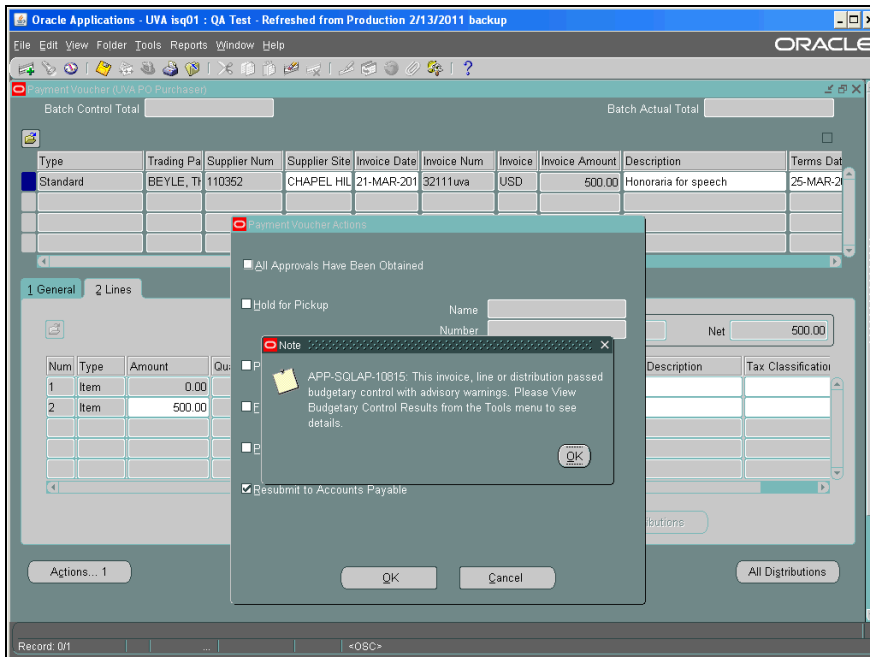 Oracle Applications - UVA isq01 : QA Test - Refreshed from Production 2/13/2011 backup
File Edit View Folder Tools Reports Window Help
ORACLE
Payment Voucher (UVA PO Purchaser)
Batch Control Total
Batch Actual Total
Type Trading Pa Supplier Num Supplier Site Invoice Date Invoice Num Invoice Invoice Amount Description Terms Dat
Standard BEYLE, TH 110352 CHAPEL HIL 21-MAR-201 32111uva USD 500.00 Honoraria for speech 25-MAR-20
Payment Voucher Actions
All Approvals Have Been Obtained
1 General 2 Lines
Hold for Pickup
Name
Number
Net 500.00
Note
Num Type Amount Qua Description Tax Classification
1 Item 0.00
2 Item 500.00
P
F
P
APP-SQLAP-10815: This invoice, line or distribution passed
budgetary control with advisory warnings. Please View
Budgetary Control Results from the Tools menu to see
details.
OK
Resubmit to Accounts Payable
ibutions
Actions... 1
OK
Cancel
All Distributions
Record: 0/1 ... <OSC>